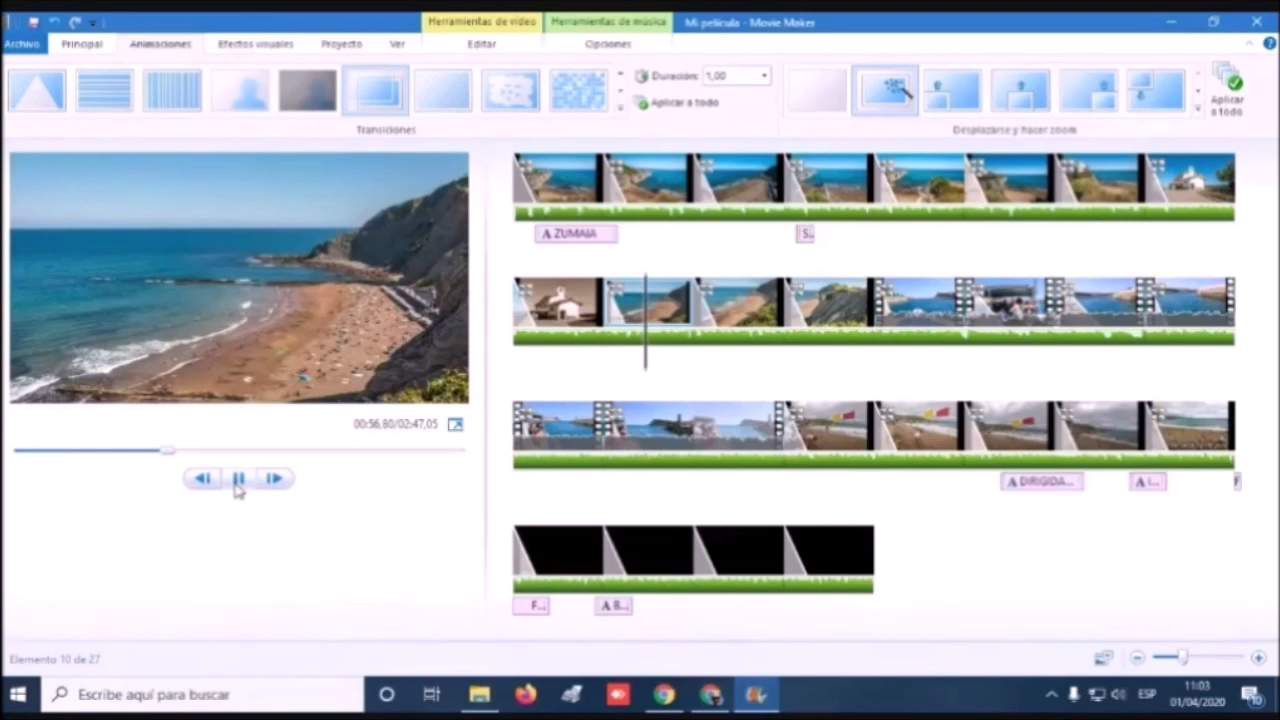 Herramientas de vídeo Herramientas de música Mi película - Movie Maker
Archivo Principal Animaciones Efectos visuales Proyecto Ver Editar Opciones
Duración: 1,00
Aplicar a todo
Aplicar a todo
Transiciones Desplazarse y hacer zoom
A ZUMAIA S..
00:56,80/02:47,05
A DIRIGIDA... A i... F
F... A B...
Elemento 10 de 27
Escribe aquí para buscar
ESP
11:03
01/04/2020
10